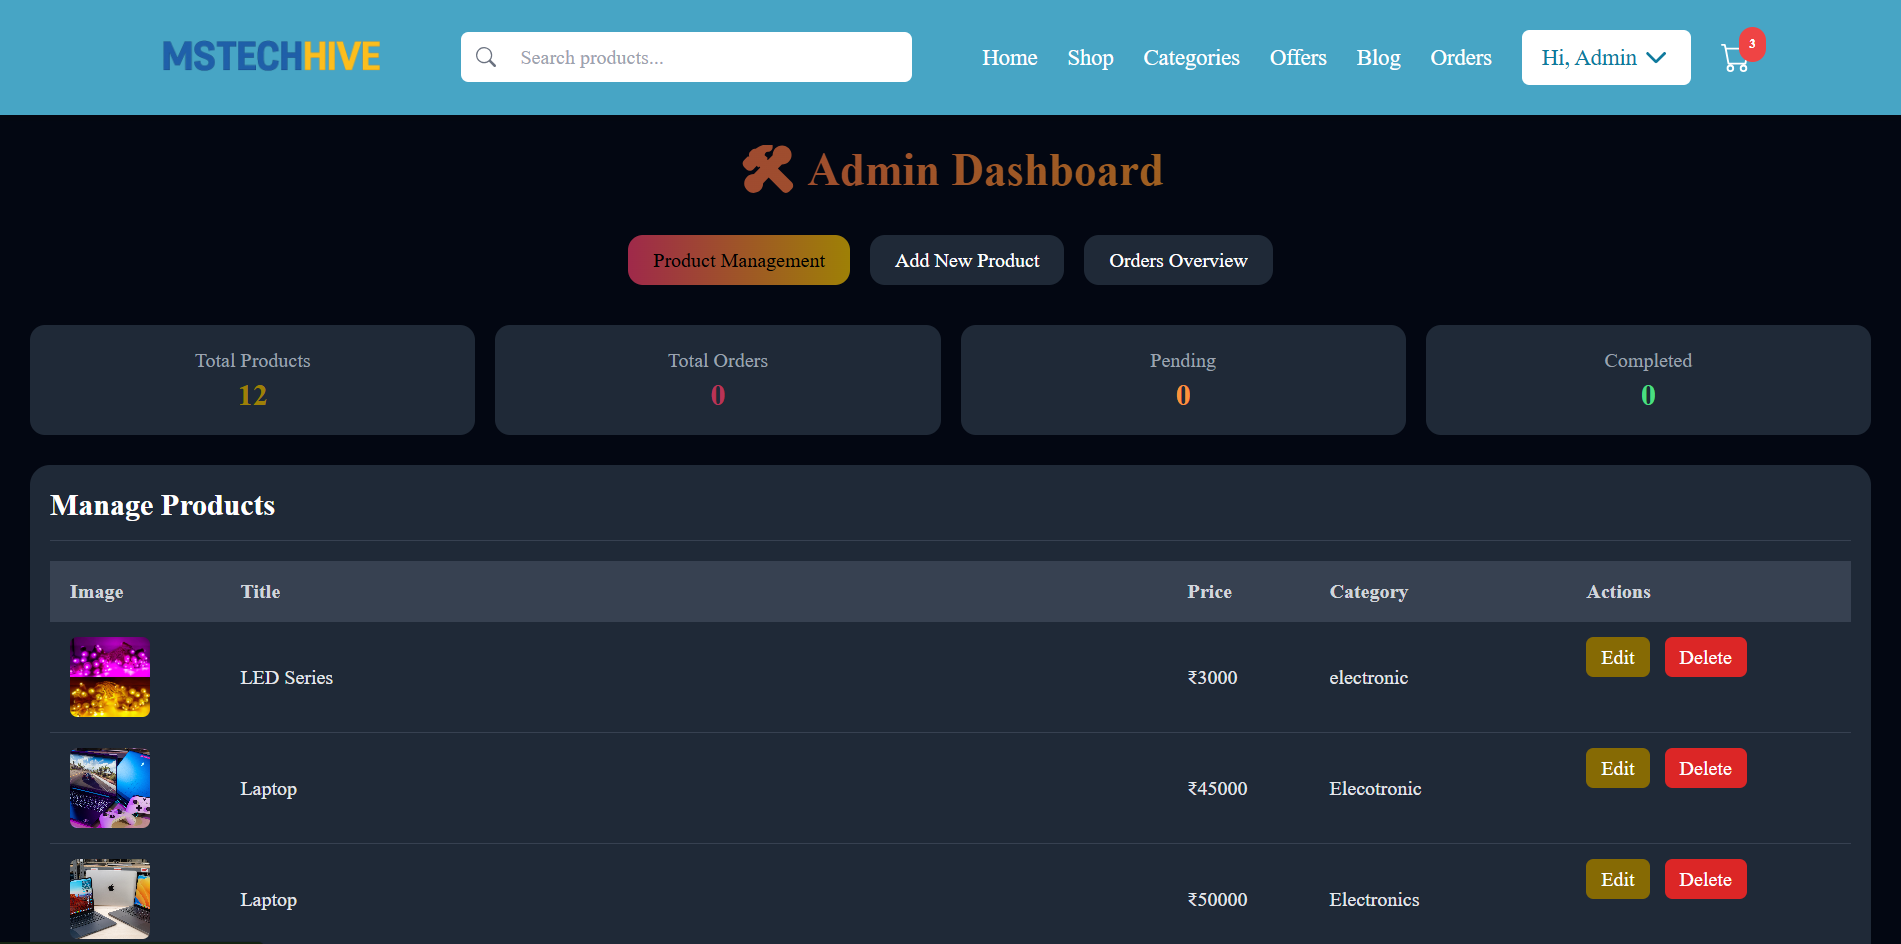 MSTECHHIVE
Search products...
Home Shop Categories Offers Blog Orders Hi, Admin 3
Admin Dashboard
Product Management Add New Product Orders Overview
Total Products Total Orders Pending Completed
12 0 0 0
Manage Products
Image Title Price Category Actions
LED Series ₹3000 electronic Edit Delete
Laptop ₹45000 Elecotronic Edit Delete
Laptop ₹50000 Electronics Edit Delete